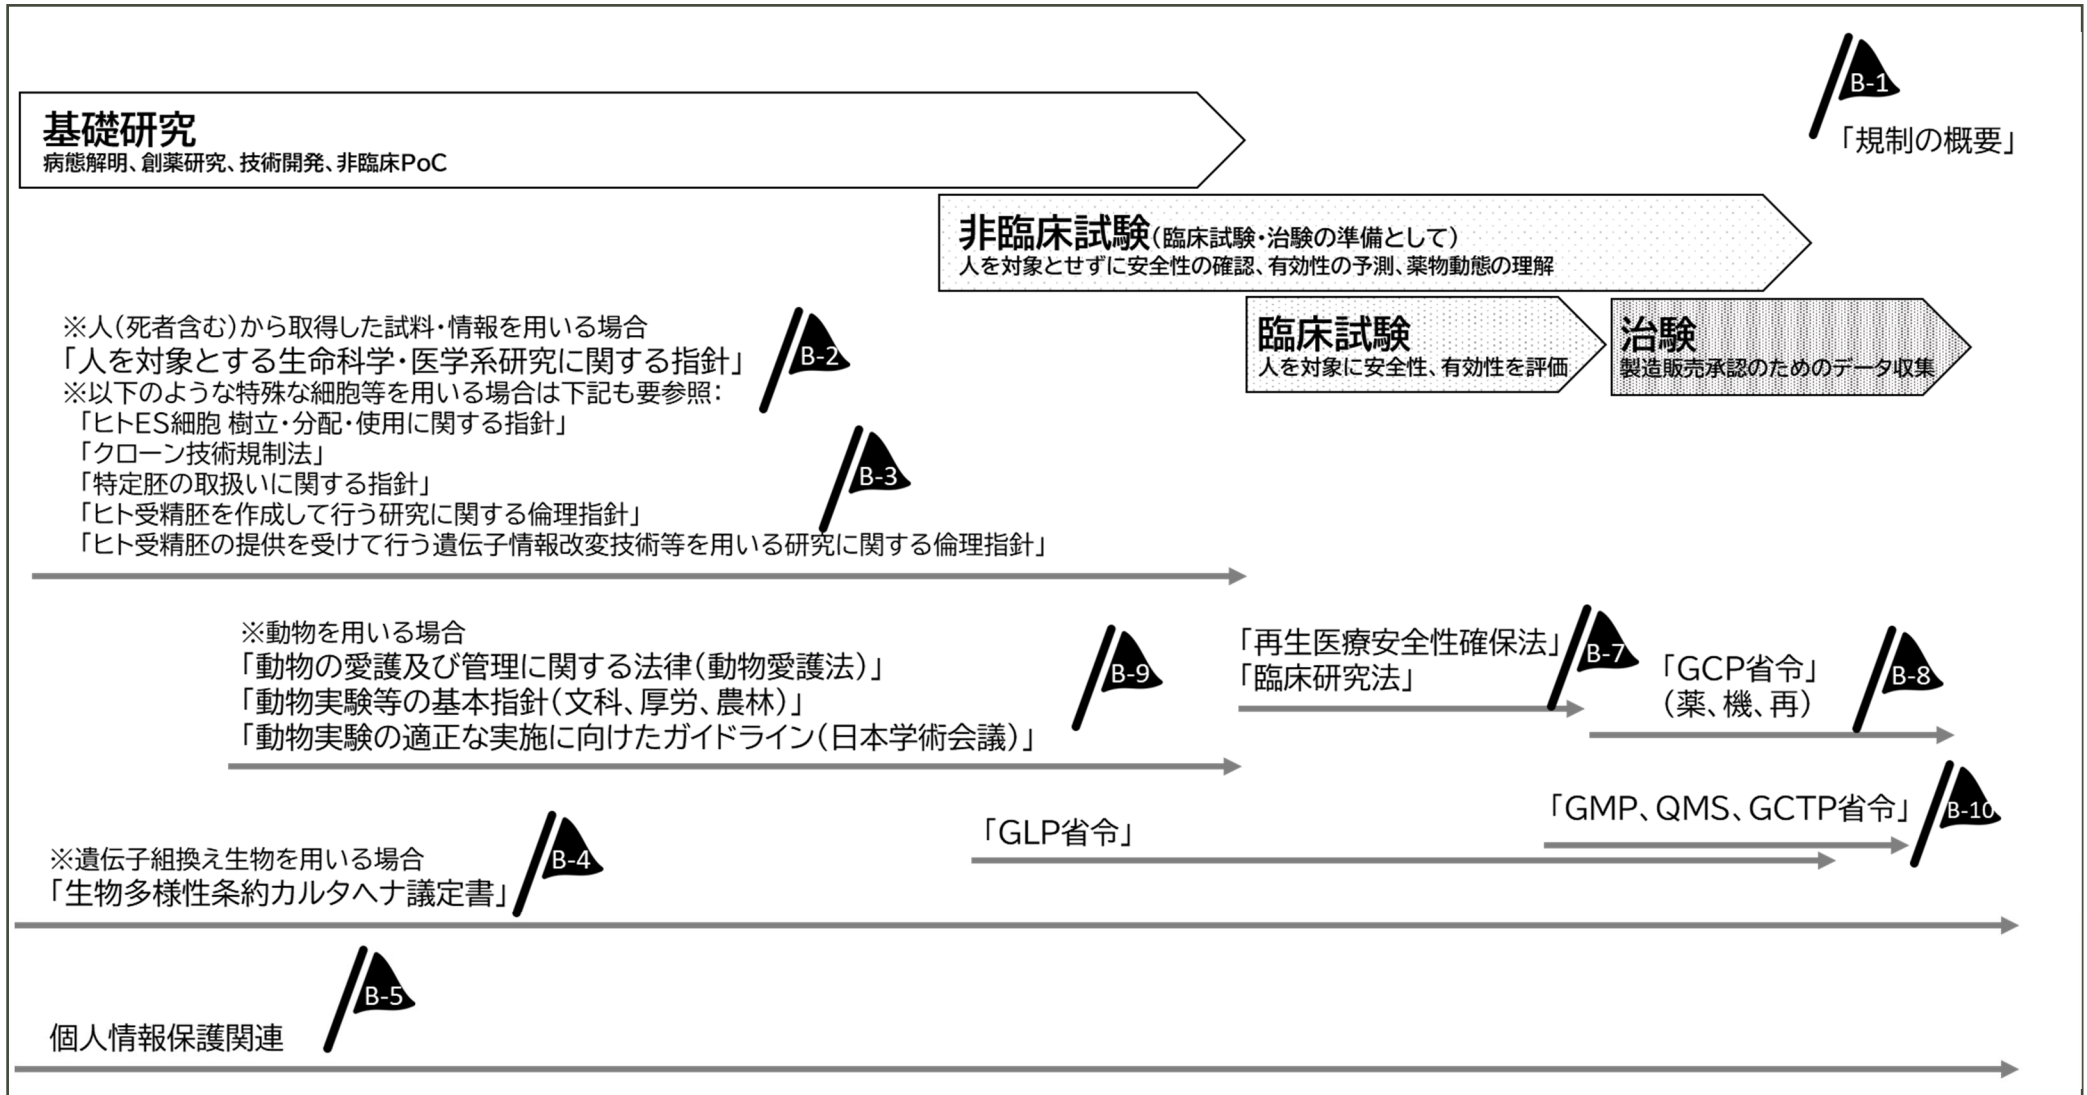 B-1
「規制の概要」
基礎研究
病態解明、創薬研究、技術開発、非臨床PoC
非臨床試験(臨床試験・治験の準備として)
人を対象とせずに安全性の確認、有効性の予測、薬物動態の理解
臨床試験
人を対象に安全性、有効性を評価
治験
製造販売承認のためのデータ収集
※人(死者含む)から取得した試料・情報を用いる場合
「人を対象とする生命科学・医学系研究に関する指針」
B-2
※以下のような特殊な細胞等を用いる場合は下記も要参照:
「ヒトES細胞 樹立・分配・使用に関する指針」
「クローン技術規制法」
「特定胚の取扱いに関する指針」
B-3
「ヒト受精胚を作成して行う研究に関する倫理指針」
「ヒト受精胚の提供を受けて行う遺伝子情報改変技術等を用いる研究に関する倫理指針」
※動物を用いる場合
「動物の愛護及び管理に関する法律(動物愛護法)」
「動物実験等の基本指針(文科、厚労、農林)」
「動物実験の適正な実施に向けたガイドライン(日本学術会議)」
B-9
「再生医療安全性確保法」
「臨床研究法」
B-7
「GCP省令」
(薬、機、再)
B-8
「GMP、QMS、GCTP省令」
B-10
「GLP省令」
※遺伝子組換え生物を用いる場合
「生物多様性条約カルタヘナ議定書」
B-4
B-5
個人情報保護関連